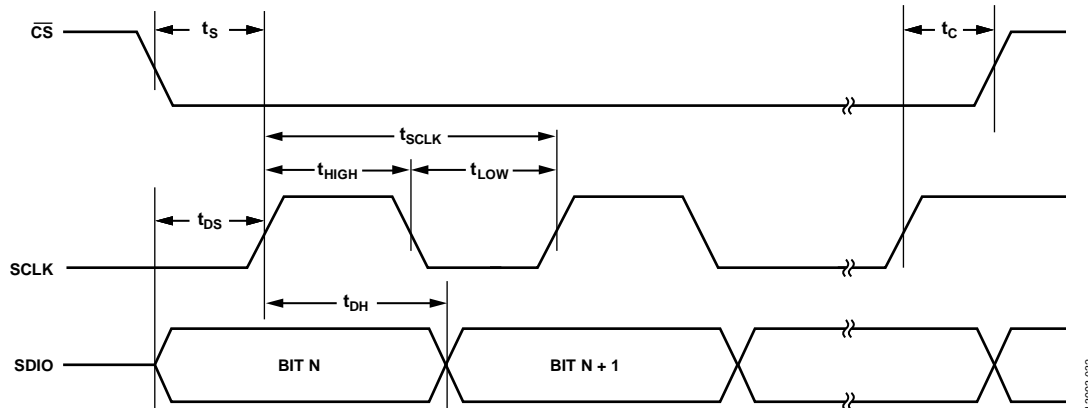 CS
tS
tC
tSCLK
tHIGH
tLOW
tDS
SCLK
tDH
SDIO
BIT N
BIT N + 1